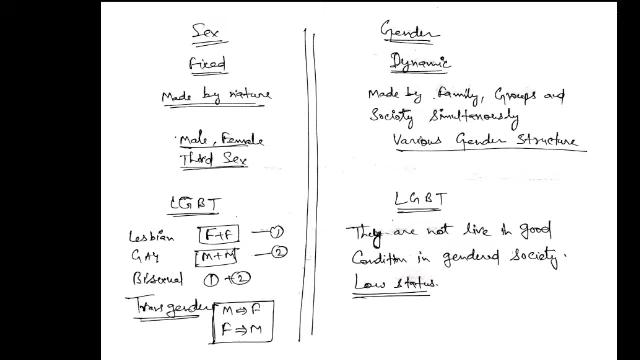 Sex
Fixed
Made by nature
Male, Female
Third Sex
LGBT
Lesbian F+F — 1
GAY M+M — 2
Bisexual 1 + 2
Transgender
M ⇔ F
F ⇒ M
Gender
Dynamic
Made by Family, Groups and
Society Simultanously
Various Gender Structure
LGBT
They are not live in good
Condition in gendered society.
Low status.